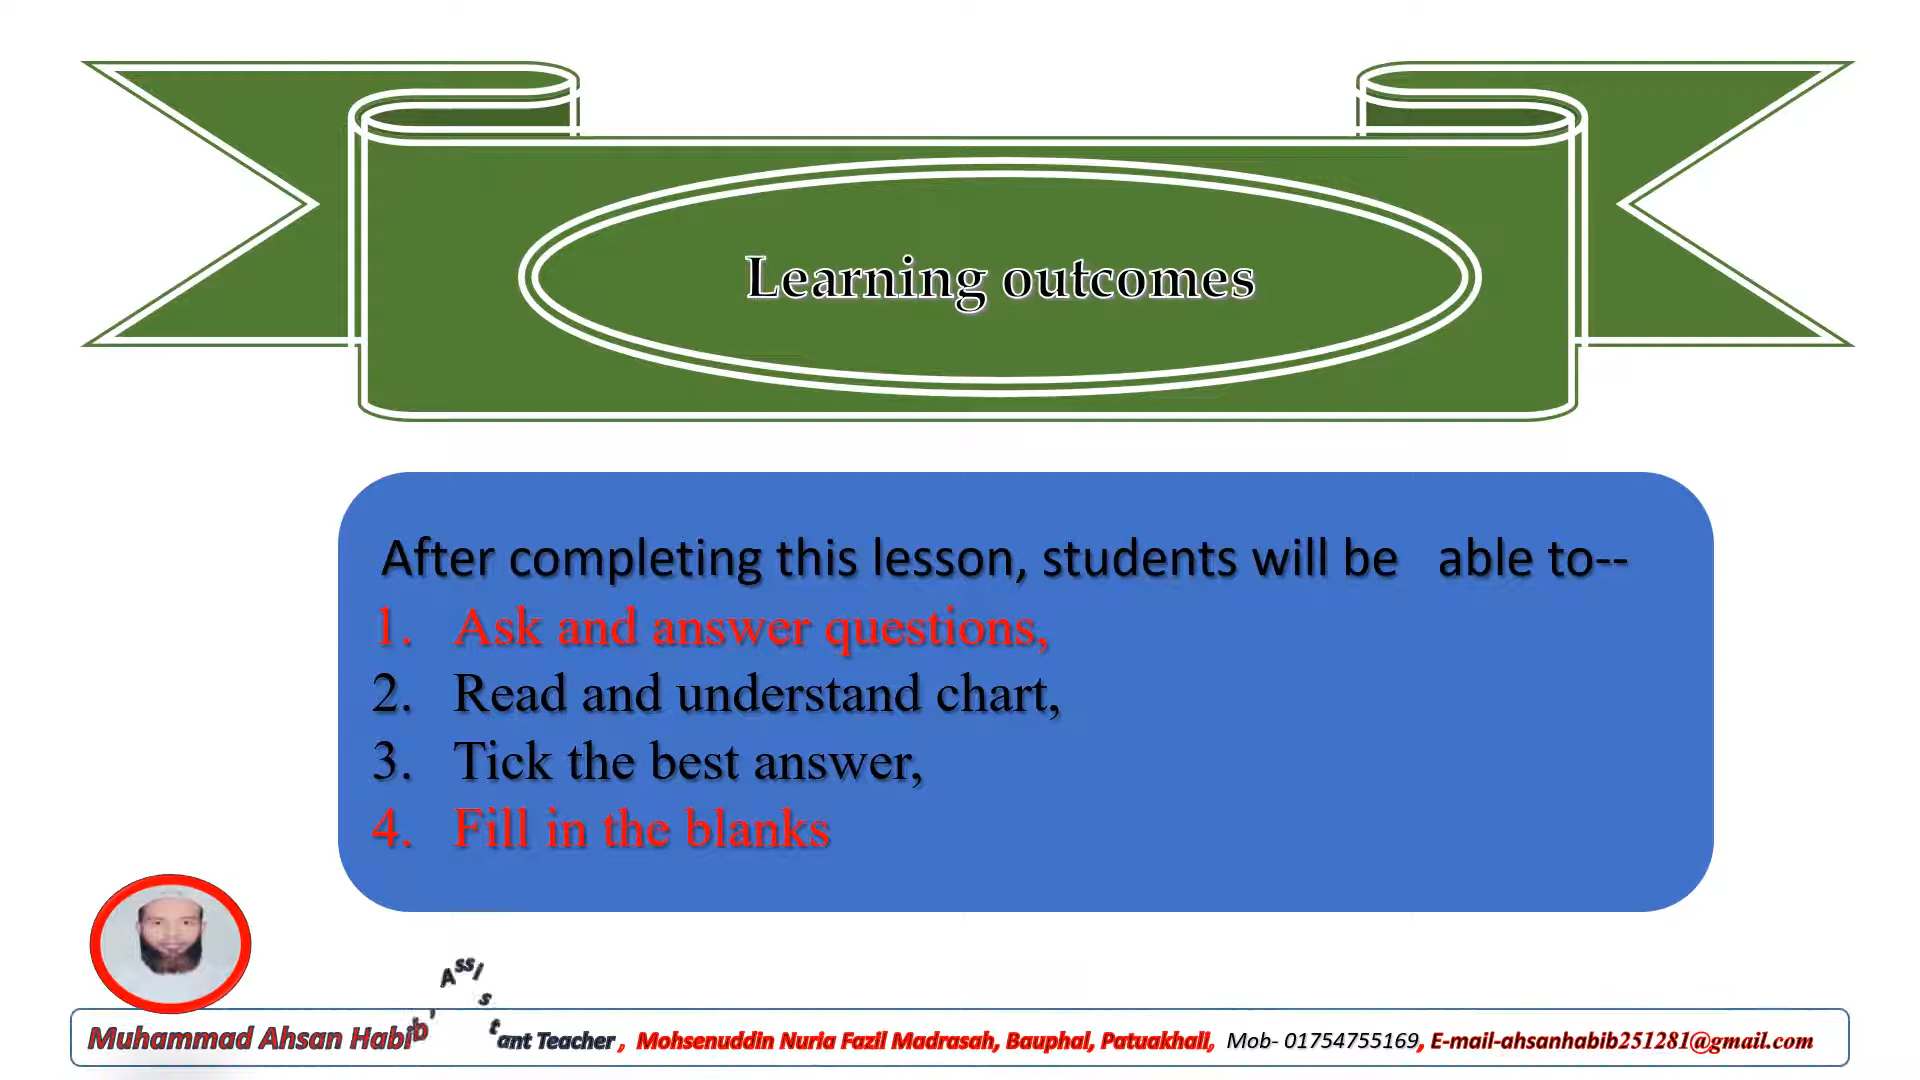 Learning outcomes
After completing this lesson, students will be able to--
1. Ask and answer questions,
2. Read and understand chart,
3. Tick the best answer,
4. Fill in the blanks
Muhammad Ahsan Habib, Assistant Teacher, Mohsenuddin Nuria Fazil Madrasah, Bauphal, Patuakhali, Mob- 01754755169, E-mail-ahsanhabib251281@gmail.com